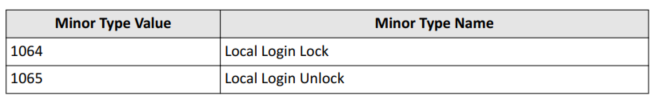 Minor Type Value Minor Type Name
1064 Local Login Lock
1065 Local Login Unlock